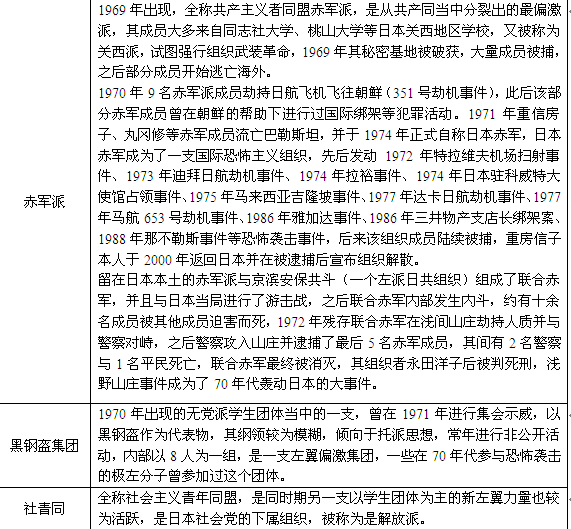 赤军派
1969 年出现，全称共产主义者同盟赤军派，是从共产同当中分裂出的最偏激
派，其成员大多来自同志社大学、桃山大学等日本关西地区学校，又被称为
关西派，试图强行组织武装革命，1969 年其秘密基地被破获，大量成员被捕，
之后部分成员开始逃亡海外。
1970 年 9 名赤军派成员劫持日航飞机飞往朝鲜（351 号劫机事件），此后该部
分赤军成员曾在朝鲜的帮助下进行过国际绑架等犯罪活动。1971 年重信房
子、丸冈修等赤军成员流亡巴勒斯坦，并于 1974 年正式自称日本赤军，日本
赤军成为了一支国际恐怖主义组织，先后发动 1972 年特拉维夫机场扫射事
件、1973 年迪拜日航劫机事件、1974 年拉裕事件、1974 年日本驻科威特大
使馆占领事件、1975 年马来西亚吉隆坡事件、1977 年达卡日航劫机事件、1977
年马航 653 号劫机事件、1986 年雅加达事件、1986 年三井物产支店长绑架案、
1988 年那不勒斯事件等恐怖袭击事件，后来该组织成员陆续被捕，重房信子
本人于 2000 年返回日本并在被逮捕后宣布组织解散。
留在日本本土的赤军派与京滨安保共斗（一个左派日共组织）组成了联合赤
军，并且与日本当局进行了游击战，之后联合赤军内部发生内斗，约有十余
名成员被其他成员迫害而死，1972 年残存联合赤军在浅间山庄劫持人质并与
警察对峙，之后警察攻入山庄并逮捕了最后 5 名赤军成员，其间有 2 名警察
与 1 名平民死亡，联合赤军最终被消灭，其组织者永田洋子后被判死刑，浅
野山庄事件成为了 70 年代轰动日本的大事件。
黑钢盔集团
1970 年出现的无党派学生团体当中的一支，曾在 1971 年进行集会示威，以
黑钢盔作为代表物，其纲领较为模糊，倾向于托派思想，常年进行非公开活
动，内部以 8 人为一组，是一支左翼偏激集团，一些在 70 年代参与恐怖袭击
的极左分子曾参加过这个团体。
社青同
全称社会主义青年同盟，是同时期另一支以学生团体为主的新左翼力量也较
为活跃，是日本社会党的下属组织，被称为是解放派。